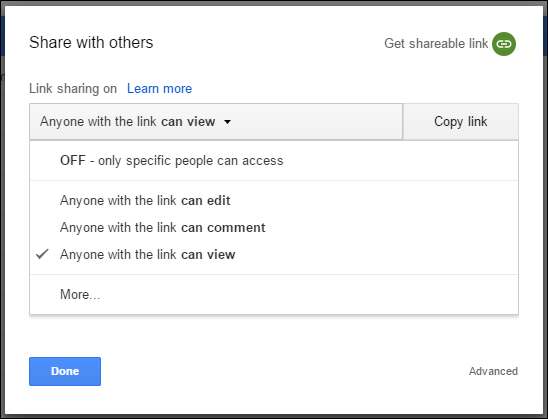 Share with others
Get shareable link
Link sharing on Learn more
Anyone with the link can view
Copy link
OFF - only specific people can access
Anyone with the link can edit
Anyone with the link can comment
Anyone with the link can view
More...
Done
Advanced